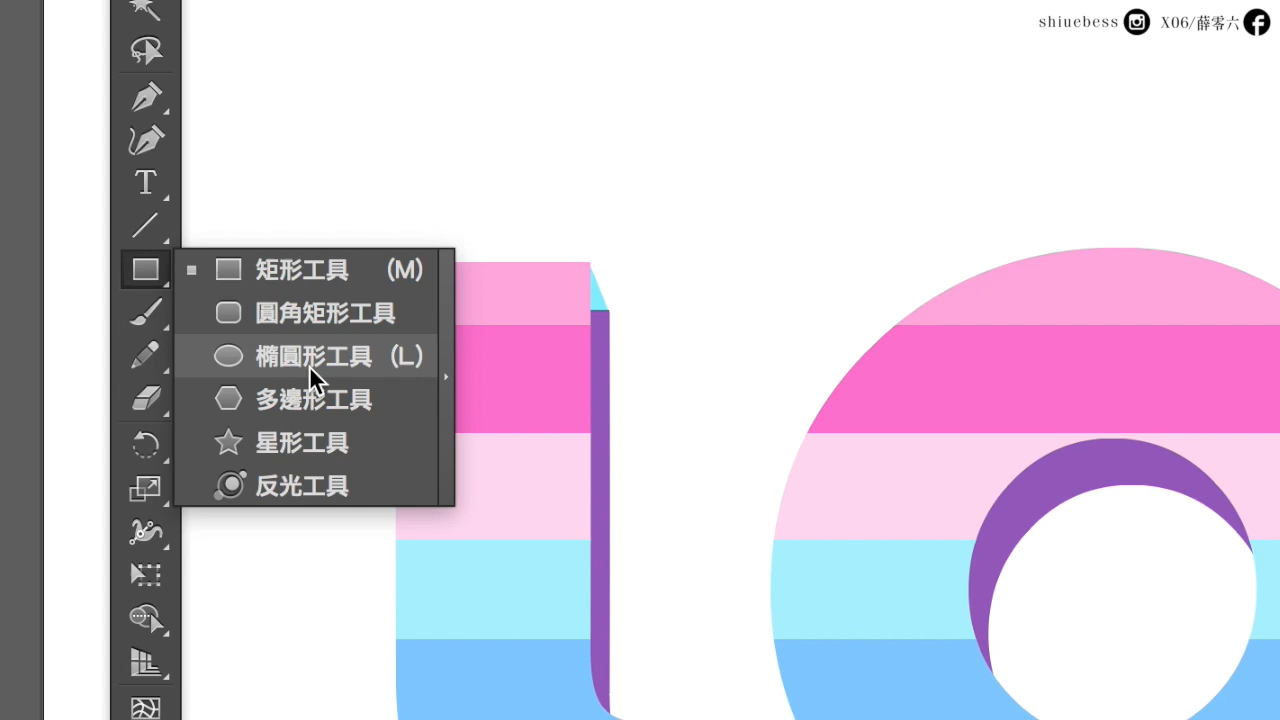 shiuebess X06/薛零六
T
矩形工具 (M)
圓角矩形工具
橢圓形工具 (L)
多邊形工具
星形工具
反光工具